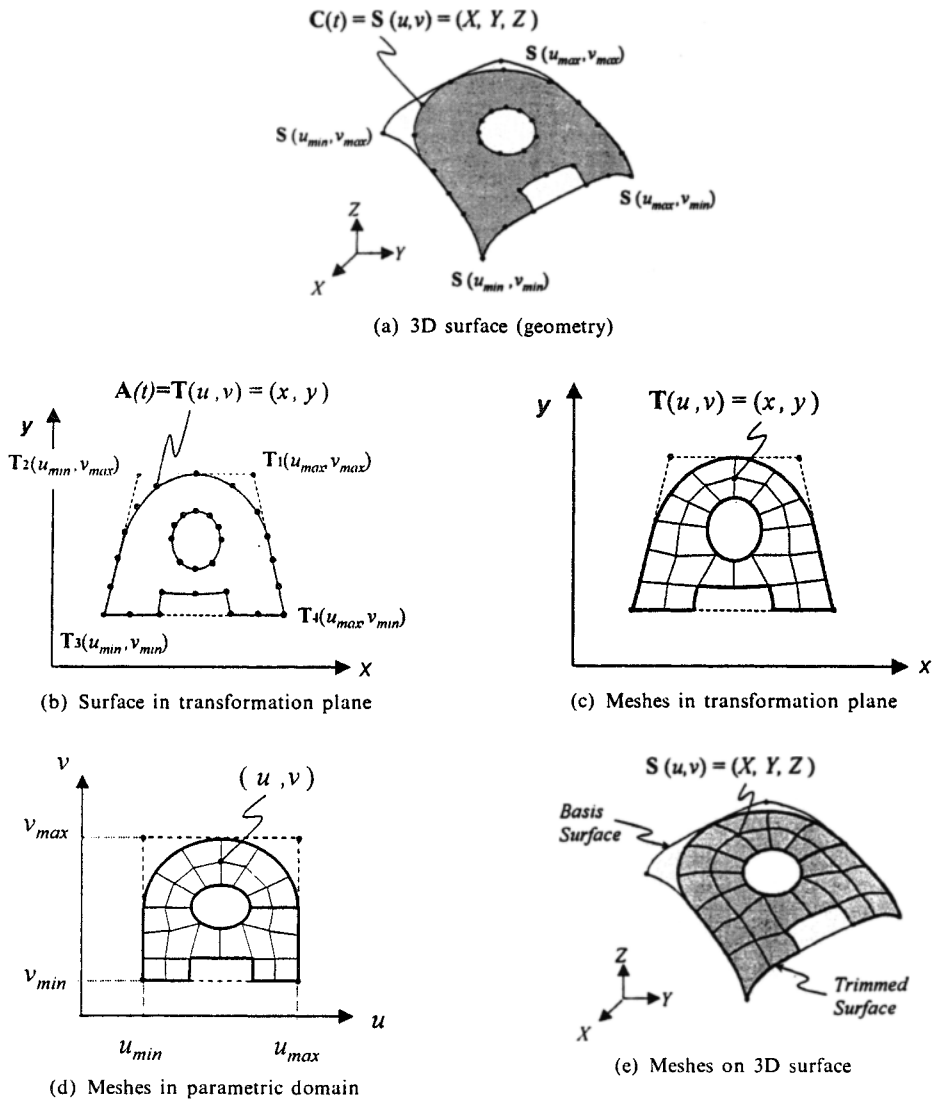 C(t) = S (u,v) = (X, Y, Z )
S (u_max, v_max)
S (u_min, v_max)
S (u_max, v_min)
Z
Y
X
S (u_min , v_min)
(a) 3D surface (geometry)
A(t)=T(u , v) = (x , y)
y
T2(u_min, v_max)
T1(u_max, v_max)
T4(u_max, v_min)
T3(u_min, v_min)
x
(b) Surface in transformation plane
y
T(u , v) = (x, y)
x
(c) Meshes in transformation plane
v
( u , v )
v_max
v_min
u
u_min
u_max
(d) Meshes in parametric domain
S (u,v) = (X, Y, Z )
Basis
Surface
Z
Y
X
Trimmed
Surface
(e) Meshes on 3D surface